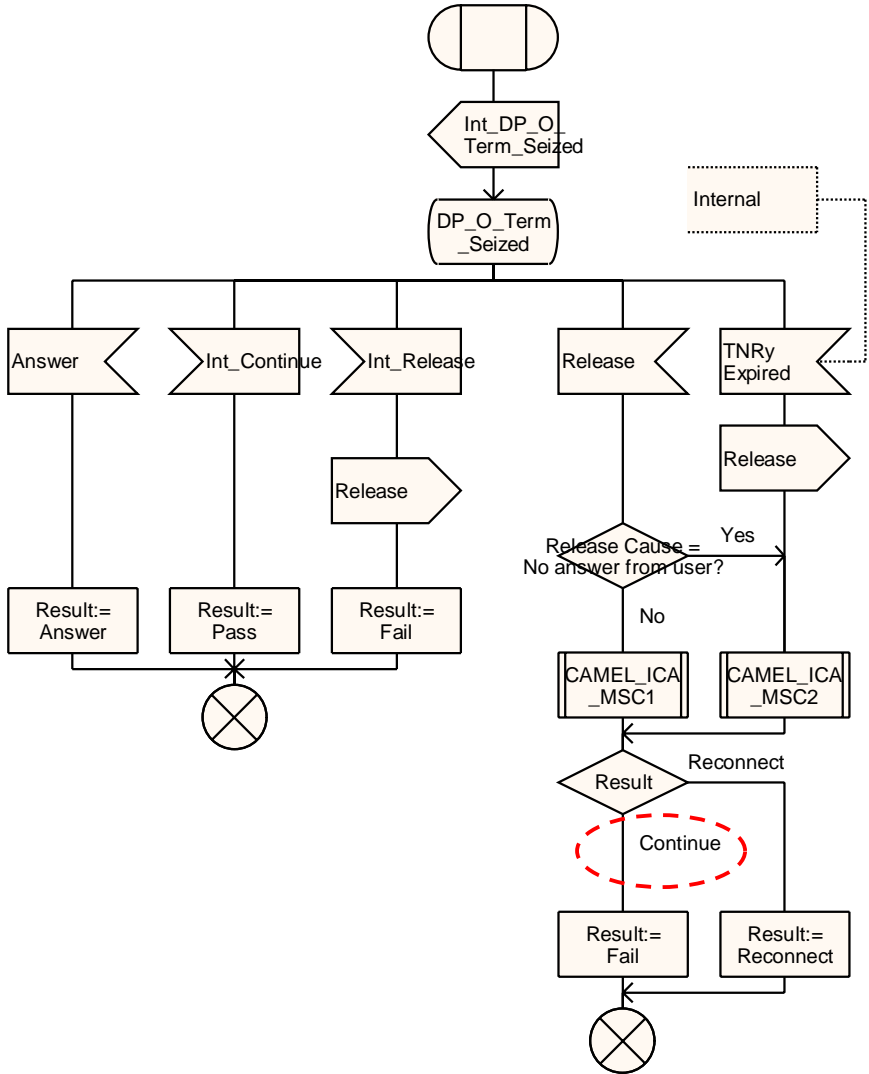 Int_DP_O_
Term_Seized
Internal
DP_O_Term
_Seized
Answer
Int_Continue
Int_Release
Release
TNRy
Expired
Release
Release
Release Cause =
No answer from user?
Yes
No
Result:=
Answer
Result:=
Pass
Result:=
Fail
CAMEL_ICA
_MSC1
CAMEL_ICA
_MSC2
Result
Reconnect
Continue
Result:=
Fail
Result:=
Reconnect